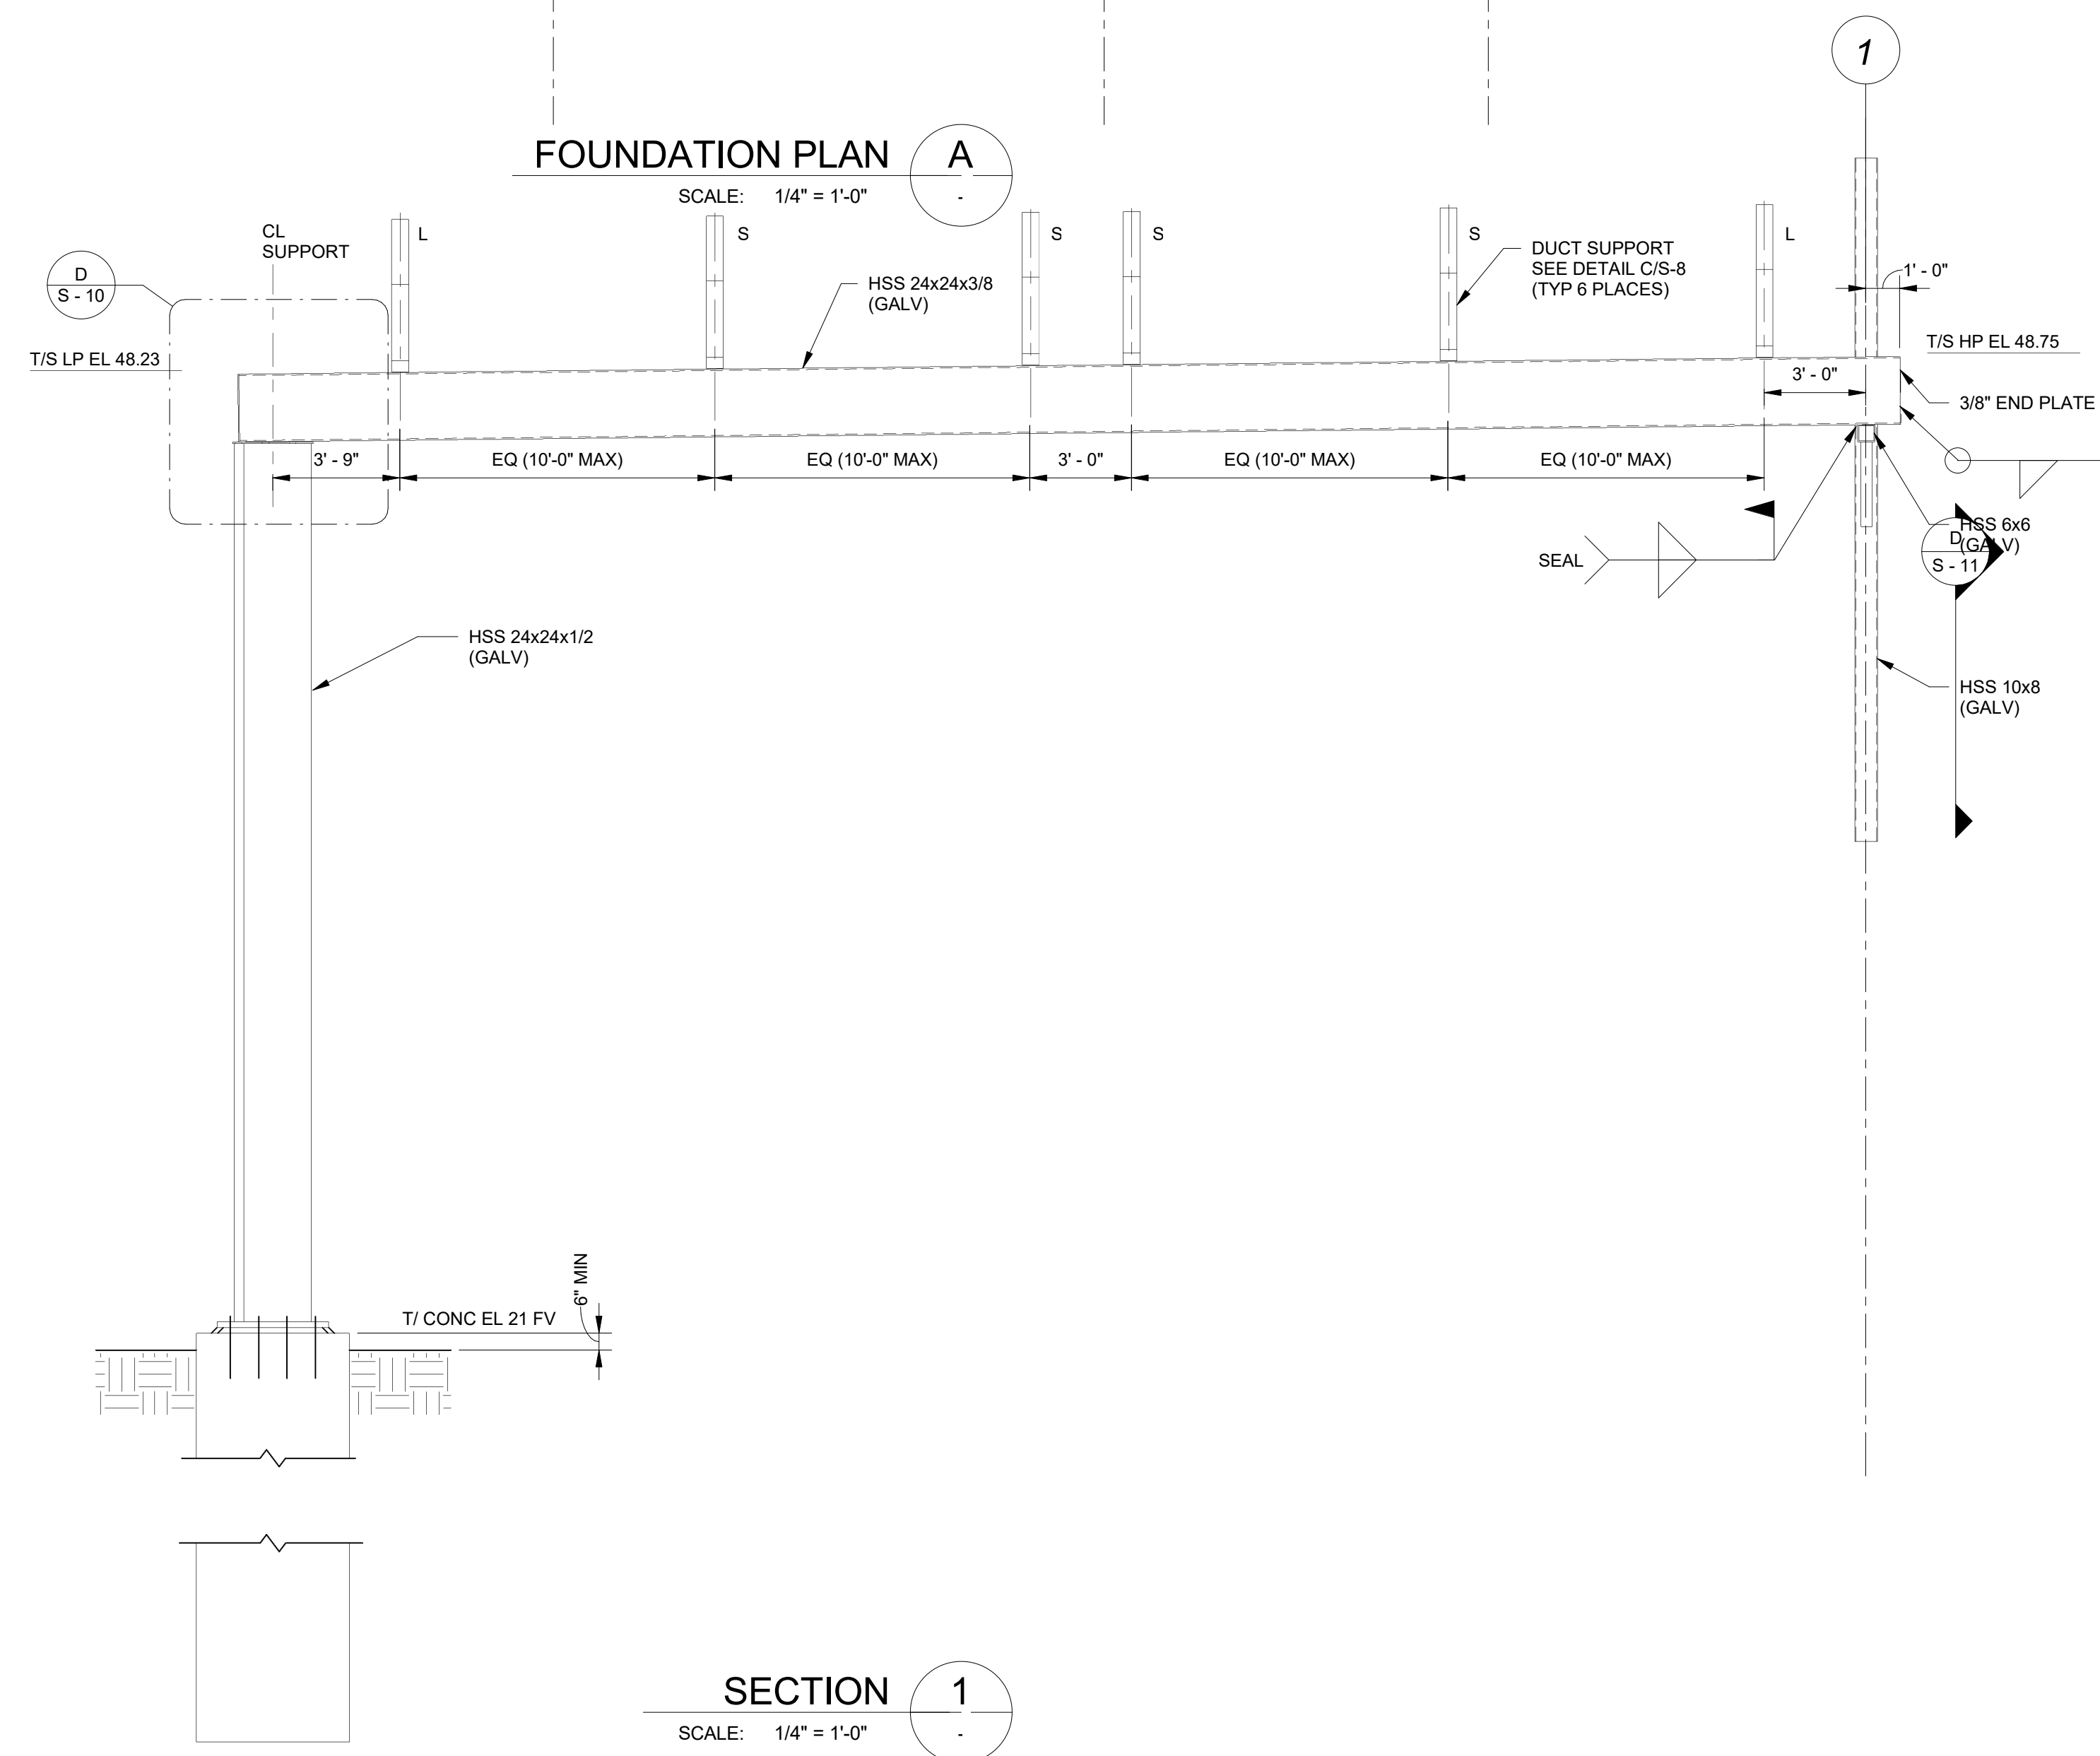 1
FOUNDATION PLAN
A
SCALE: 1/4" = 1'-0"
-
CL
SUPPORT
L
S
S
S
S
L
D
S - 10
HSS 24x24x3/8
(GALV)
DUCT SUPPORT
SEE DETAIL C/S-8
(TYP 6 PLACES)
1' - 0"
T/S LP EL 48.23
T/S HP EL 48.75
3' - 0"
3/8" END PLATE
3' - 9"
EQ (10'-0" MAX)
EQ (10'-0" MAX)
3' - 0"
EQ (10'-0" MAX)
EQ (10'-0" MAX)
SEAL
HSS 6x6
(GALV)
D
S - 11
HSS 24x24x1/2
(GALV)
HSS 10x8
(GALV)
6" MIN
T/ CONC EL 21 FV
SECTION
1
SCALE: 1/4" = 1'-0"
-